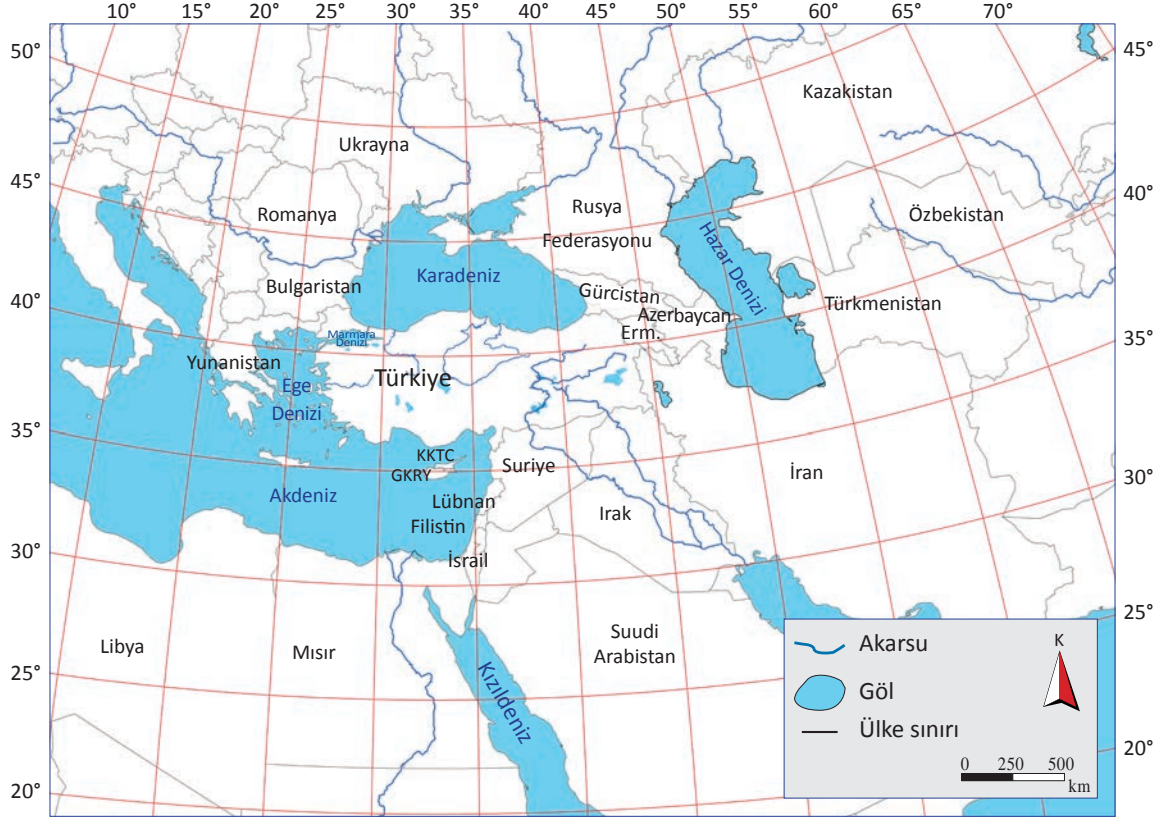 10° 15° 20° 25° 30° 35° 40° 45° 50° 55° 60° 65° 70°
50°
45°
40°
35°
30°
25°
20°
45°
40°
35°
30°
25°
20°
Kazakistan
Ukrayna
Romanya
Rusya
Federasyonu
Özbekistan
Hazar Denizi
Bulgaristan
Karadeniz
Gürcistan
Azerbaycan
Erm.
Türkmenistan
Marmara
Denizi
Yunanistan
Türkiye
Ege
Denizi
KKTC
GKRY
Suriye
İran
Akdeniz
Lübnan
Filistin
Irak
İsrail
Libya
Mısır
Suudi
Arabistan
Kızıldeniz
Akarsu
Göl
Ülke sınırı
K
0 250 500
km